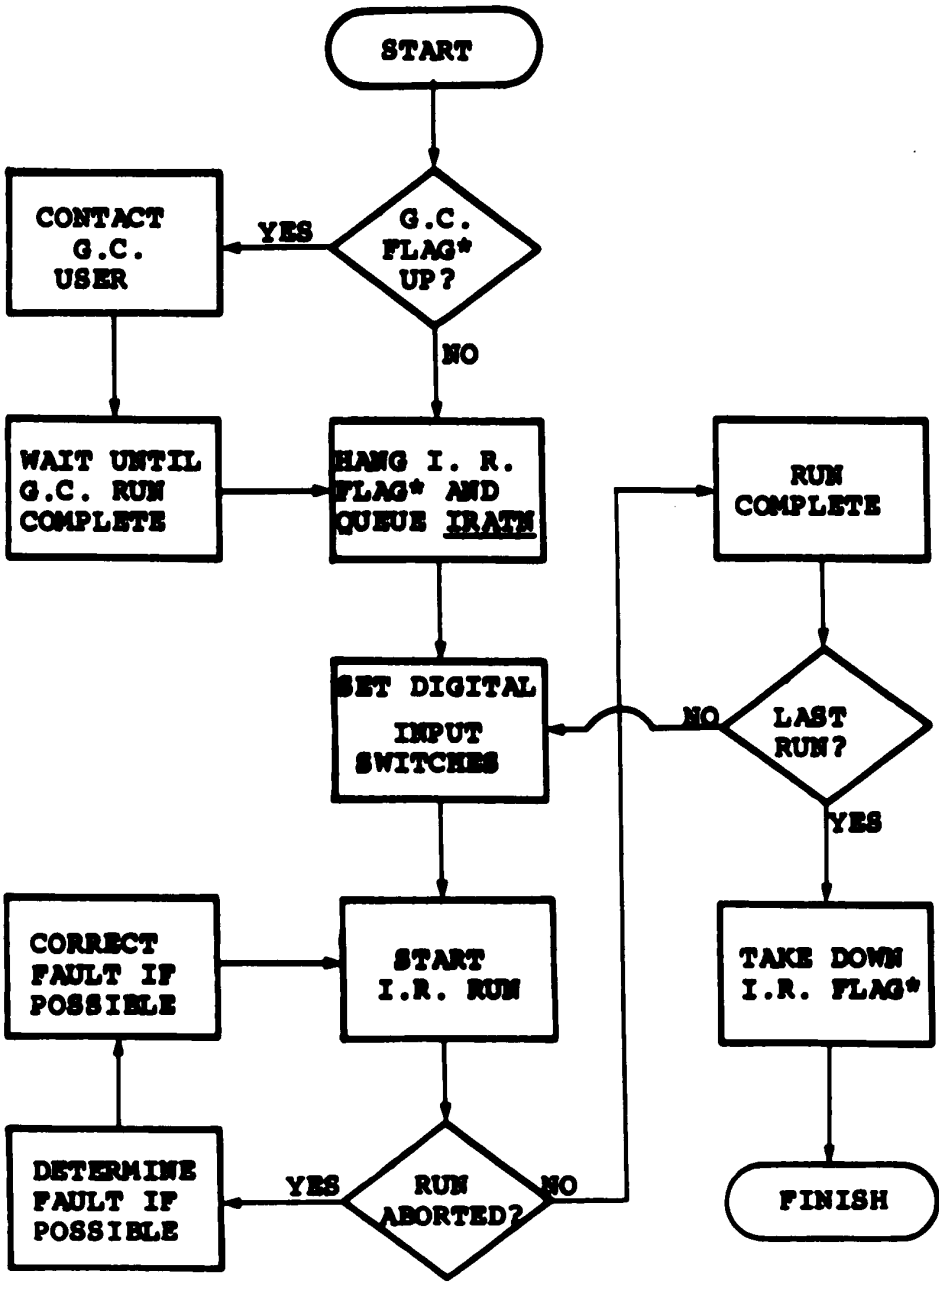 START
G.C.
FLAG*
UP?
YES
NO
CONTACT
G.C.
USER
WAIT UNTIL
G.C. RUN
COMPLETE
HANG I. R.
FLAG* AND
QUEUE IRATN
SET DIGITAL
INPUT
SWITCHES
START
I.R. RUN
RUN
ABORTED?
YES
NO
DETERMINE
FAULT IF
POSSIBLE
CORRECT
FAULT IF
POSSIBLE
RUN
COMPLETE
LAST
RUN?
NO
YES
TAKE DOWN
I.R. FLAG*
FINISH